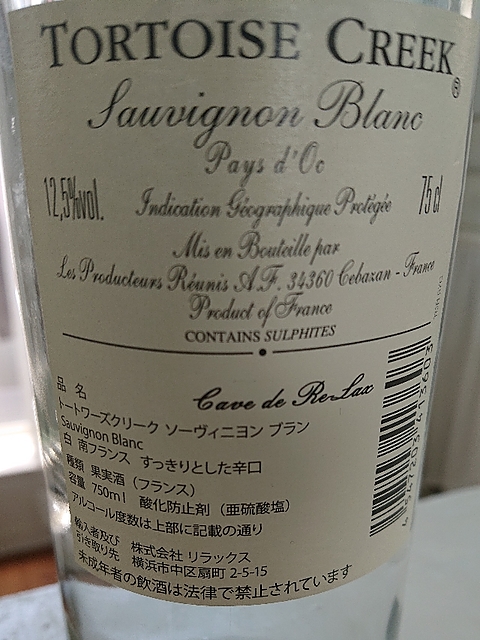 TORTOISE CREEK®
Sauvignon Blanc
Pays d'Oc
12,5%vol.
Indication Géographique Protégée
75 cl
Mis en Bouteille par
Les Producteurs Réunis A.F. 34360 Cebazan - France
Product of France
CONTAINS SULPHITES
Cave de Re-Lax
品 名
トートワーズクリーク ソーヴィニヨン ブラン
Sauvignon Blanc
白 南フランス すっきりとした辛口
種類 果実酒（フランス）
容量 750ml 酸化防止剤（亜硫酸塩）
アルコール度数は上部に記載の通り
輸入者及び
引き取り先 株式会社 リラックス
横浜市中区扇町 2-5-15
未成年者の飲酒は法律で禁止されています